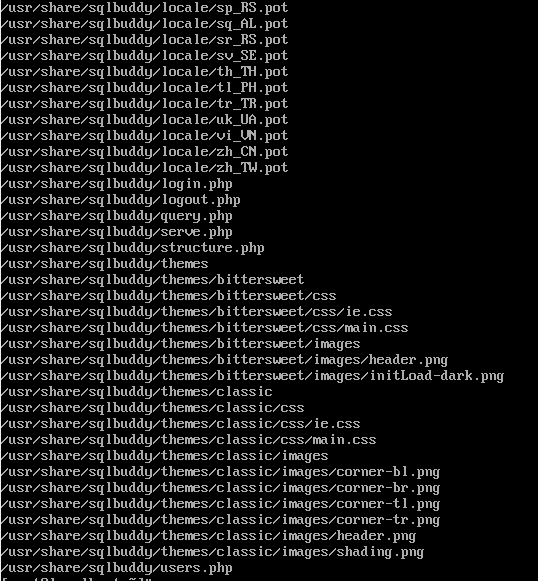 /usr/share/sqlbuddy/locale/sp_RS.pot
/usr/share/sqlbuddy/locale/sq_AL.pot
/usr/share/sqlbuddy/locale/sr_RS.pot
/usr/share/sqlbuddy/locale/sv_SE.pot
/usr/share/sqlbuddy/locale/th_TH.pot
/usr/share/sqlbuddy/locale/tl_PH.pot
/usr/share/sqlbuddy/locale/tr_TR.pot
/usr/share/sqlbuddy/locale/uk_UA.pot
/usr/share/sqlbuddy/locale/vi_VN.pot
/usr/share/sqlbuddy/locale/zh_CN.pot
/usr/share/sqlbuddy/locale/zh_TW.pot
/usr/share/sqlbuddy/login.php
/usr/share/sqlbuddy/logout.php
/usr/share/sqlbuddy/query.php
/usr/share/sqlbuddy/serve.php
/usr/share/sqlbuddy/structure.php
/usr/share/sqlbuddy/themes
/usr/share/sqlbuddy/themes/bittersweet
/usr/share/sqlbuddy/themes/bittersweet/css
/usr/share/sqlbuddy/themes/bittersweet/css/ie.css
/usr/share/sqlbuddy/themes/bittersweet/css/main.css
/usr/share/sqlbuddy/themes/bittersweet/images
/usr/share/sqlbuddy/themes/bittersweet/images/header.png
/usr/share/sqlbuddy/themes/bittersweet/images/initLoad-dark.png
/usr/share/sqlbuddy/themes/classic
/usr/share/sqlbuddy/themes/classic/css
/usr/share/sqlbuddy/themes/classic/css/ie.css
/usr/share/sqlbuddy/themes/classic/css/main.css
/usr/share/sqlbuddy/themes/classic/images
/usr/share/sqlbuddy/themes/classic/images/corner-bl.png
/usr/share/sqlbuddy/themes/classic/images/corner-br.png
/usr/share/sqlbuddy/themes/classic/images/corner-tl.png
/usr/share/sqlbuddy/themes/classic/images/corner-tr.png
/usr/share/sqlbuddy/themes/classic/images/header.png
/usr/share/sqlbuddy/themes/classic/images/shading.png
/usr/share/sqlbuddy/users.php